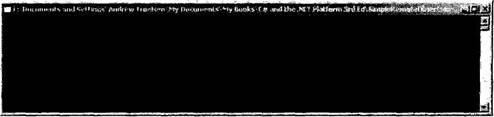 Documents and Settings\Andrew Troelsen\My Documents\My Books\C# and the .NET Platform 3rd Ed\